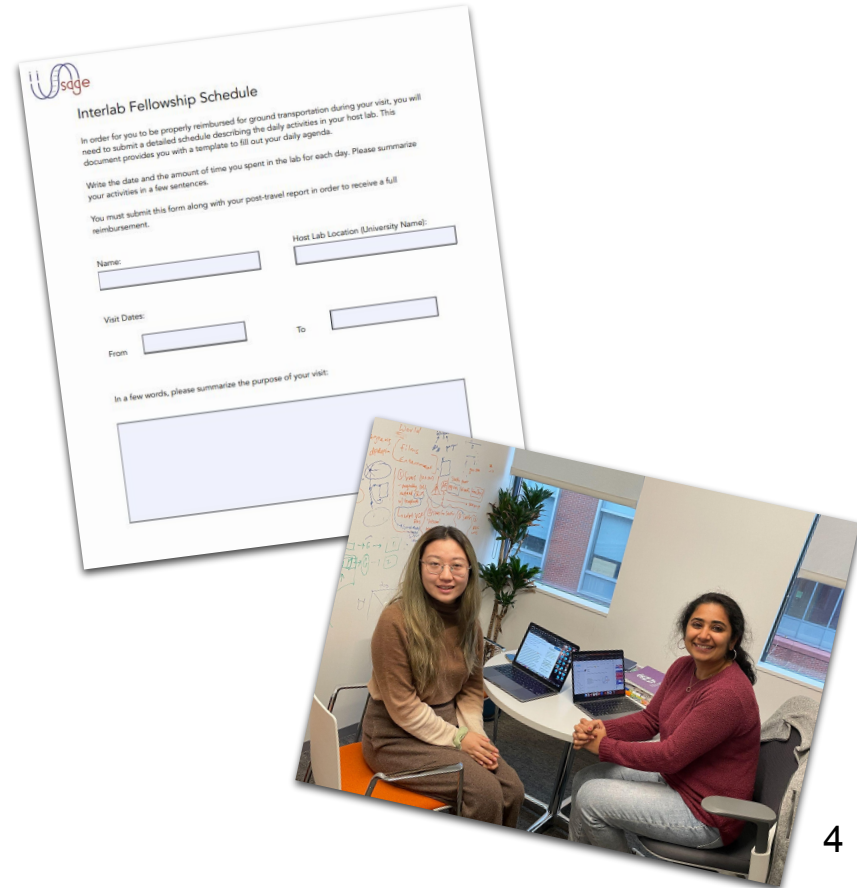 iiUsage
Interlab Fellowship Schedule
In order for you to be properly reimbursed for ground transportation during your visit, you will
need to submit a detailed schedule describing the daily activities in your host lab. This
document provides you with a template to fill out your daily agenda.
Write the date and the amount of time you spent in the lab for each day. Please summarize
your activities in a few sentences.
You must submit this form along with your post-travel report in order to receive a full
reimbursement.
Name:
Host Lab Location (University Name):
Visit Dates:
From
To
In a few words, please summarize the purpose of your visit:
World
films
4